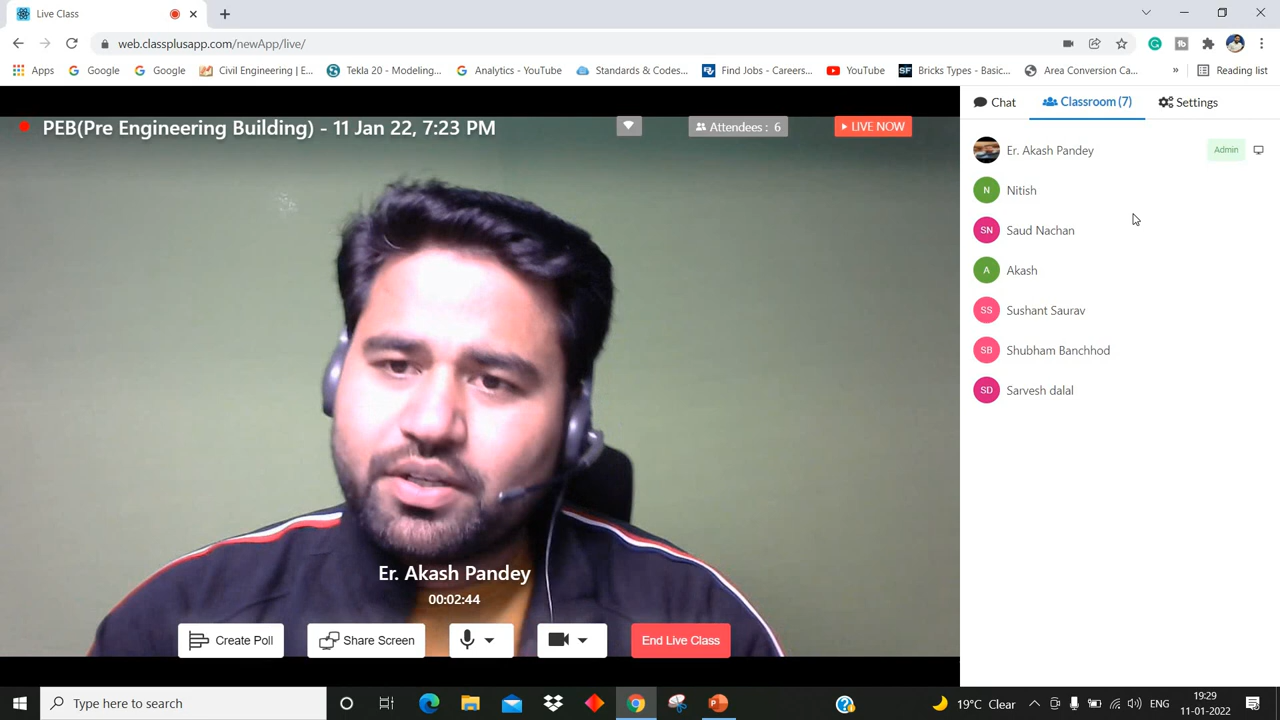 Live Class
web.classplusapp.com/newApp/live/
Apps
Google
Google
Civil Engineering | E...
Tekla 20 - Modeling...
Analytics - YouTube
Standards & Codes...
Find Jobs - Careers...
YouTube
SF
Bricks Types - Basic...
Area Conversion Ca...
»
Reading list
PEB(Pre Engineering Building) - 11 Jan 22, 7:23 PM
Attendees : 6
LIVE NOW
Chat
Classroom (7)
Settings
Er. Akash Pandey
Admin
N
Nitish
SN
Saud Nachan
A
Akash
SS
Sushant Saurav
SB
Shubham Banchhod
SD
Sarvesh dalal
Er. Akash Pandey
00:02:44
Create Poll
Share Screen
End Live Class
Type here to search
19°C Clear
ENG
19:29
11-01-2022